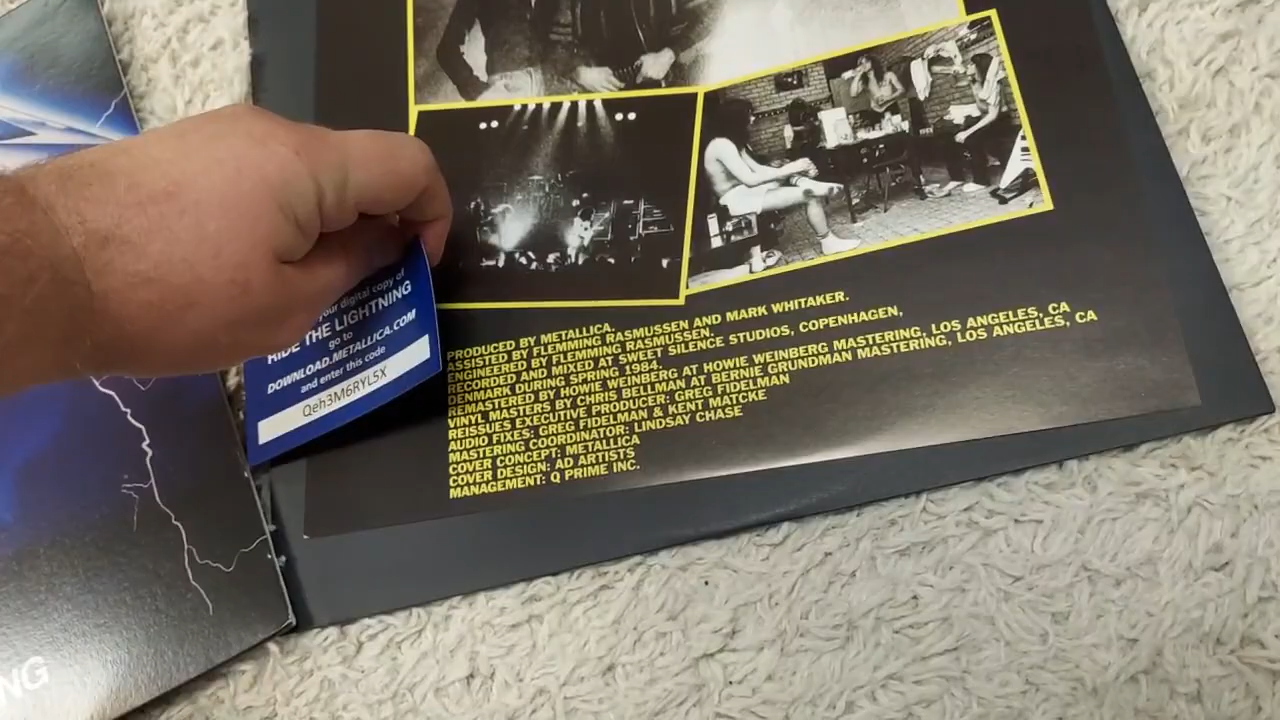 your digital copy of
RIDE THE LIGHTNING
go to
DOWNLOAD.METALLICA.COM
and enter this code
Qeh3M6RYL5X
PRODUCED BY METALLICA.
ASSISTED BY FLEMMING RASMUSSEN AND MARK WHITAKER.
ENGINEERED BY FLEMMING RASMUSSEN.
RECORDED AND MIXED AT SWEET SILENCE STUDIOS, COPENHAGEN,
DENMARK DURING SPRING 1984.
REMASTERED BY HOWIE WEINBERG AT HOWIE WEINBERG MASTERING, LOS ANGELES, CA
VINYL MASTERS BY CHRIS BELLMAN AT BERNIE GRUNDMAN MASTERING, LOS ANGELES, CA
REISSUES EXECUTIVE PRODUCER: GREG FIDELMAN
AUDIO FIXES: GREG FIDELMAN & KENT MATCKE
MASTERING COORDINATOR: LINDSAY CHASE
COVER CONCEPT: METALLICA
COVER DESIGN: AD ARTISTS
MANAGEMENT: Q PRIME INC.
NG